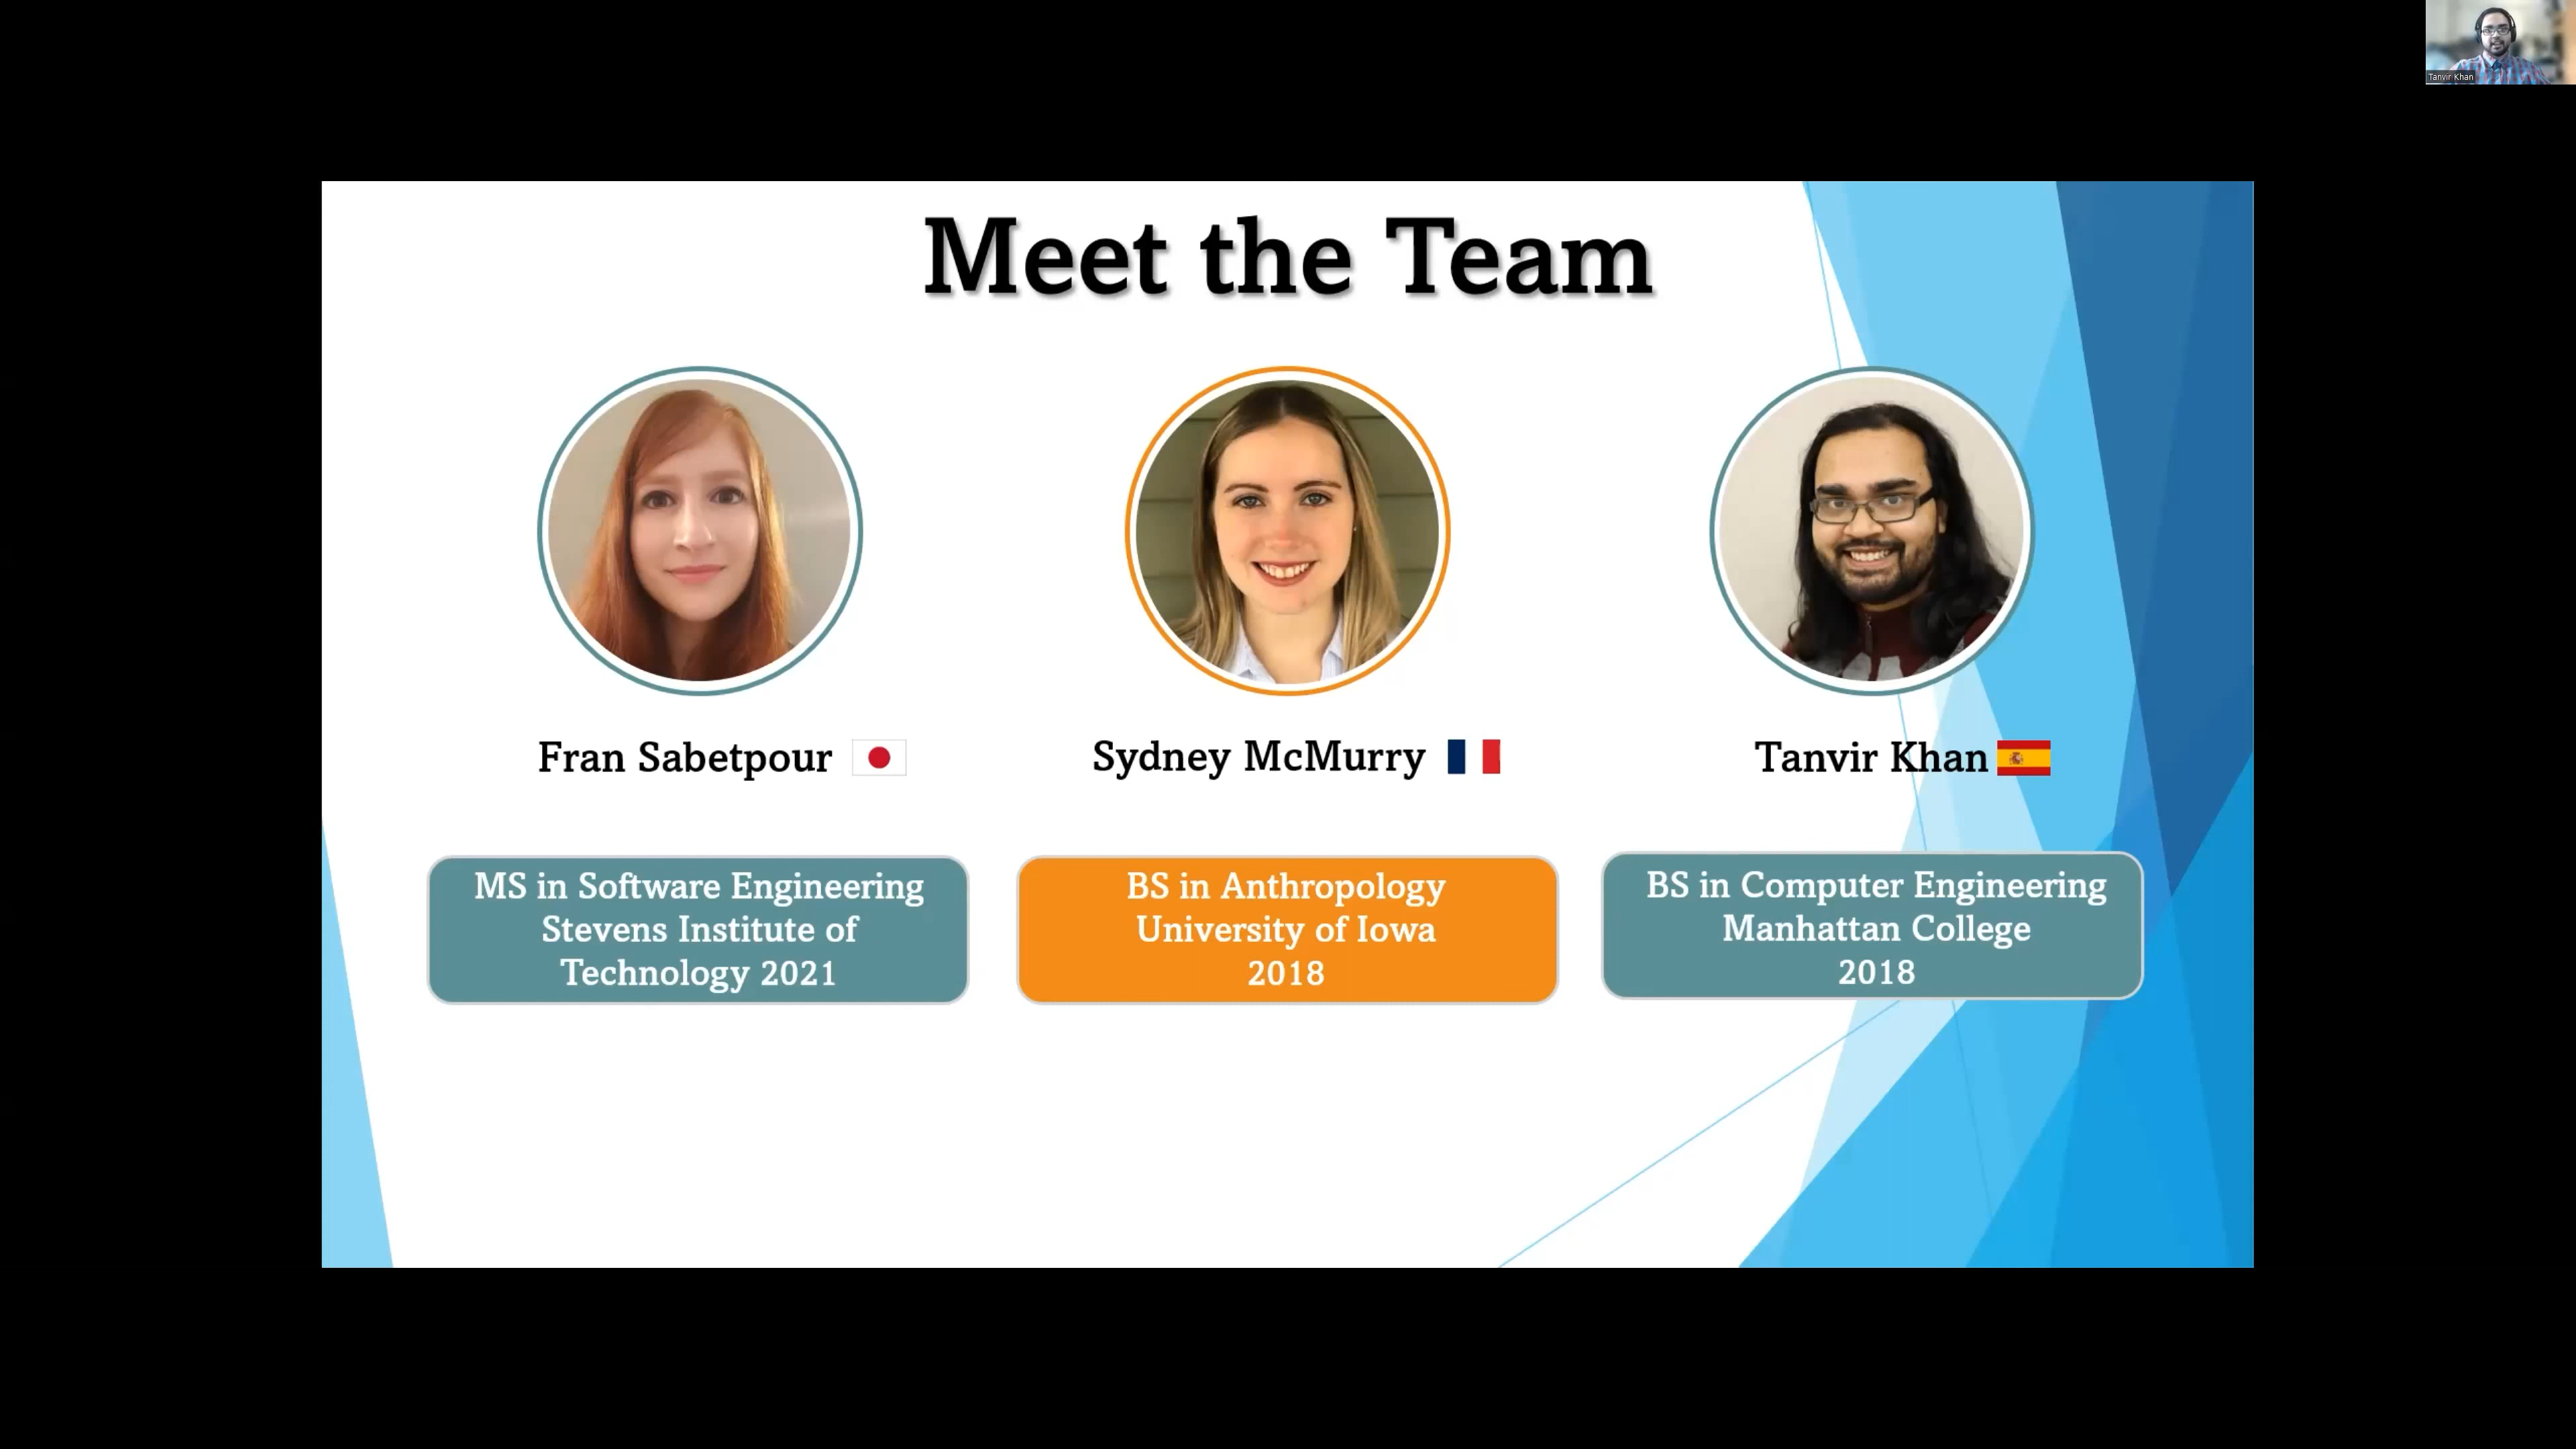 Tanvir Khan
Meet the Team
Fran Sabetpour
Sydney McMurry
Tanvir Khan
MS in Software Engineering
Stevens Institute of
Technology 2021
BS in Anthropology
University of Iowa
2018
BS in Computer Engineering
Manhattan College
2018